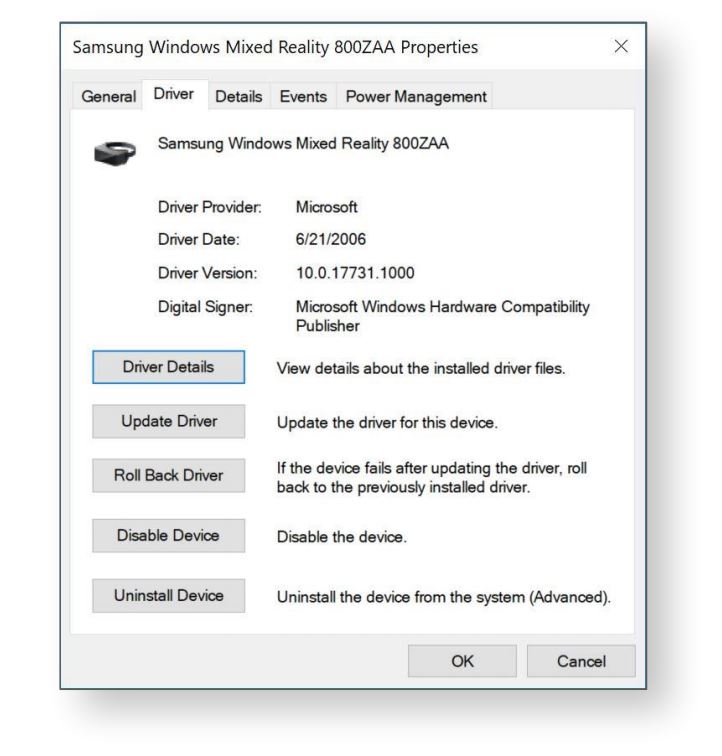 Samsung Windows Mixed Reality 800ZAA Properties
General Driver Details Events Power Management
Samsung Windows Mixed Reality 800ZAA
Driver Provider: Microsoft
Driver Date: 6/21/2006
Driver Version: 10.0.17731.1000
Digital Signer: Microsoft Windows Hardware Compatibility
Publisher
Driver Details View details about the installed driver files.
Update Driver Update the driver for this device.
Roll Back Driver If the device fails after updating the driver, roll
back to the previously installed driver.
Disable Device Disable the device.
Uninstall Device Uninstall the device from the system (Advanced).
OK Cancel